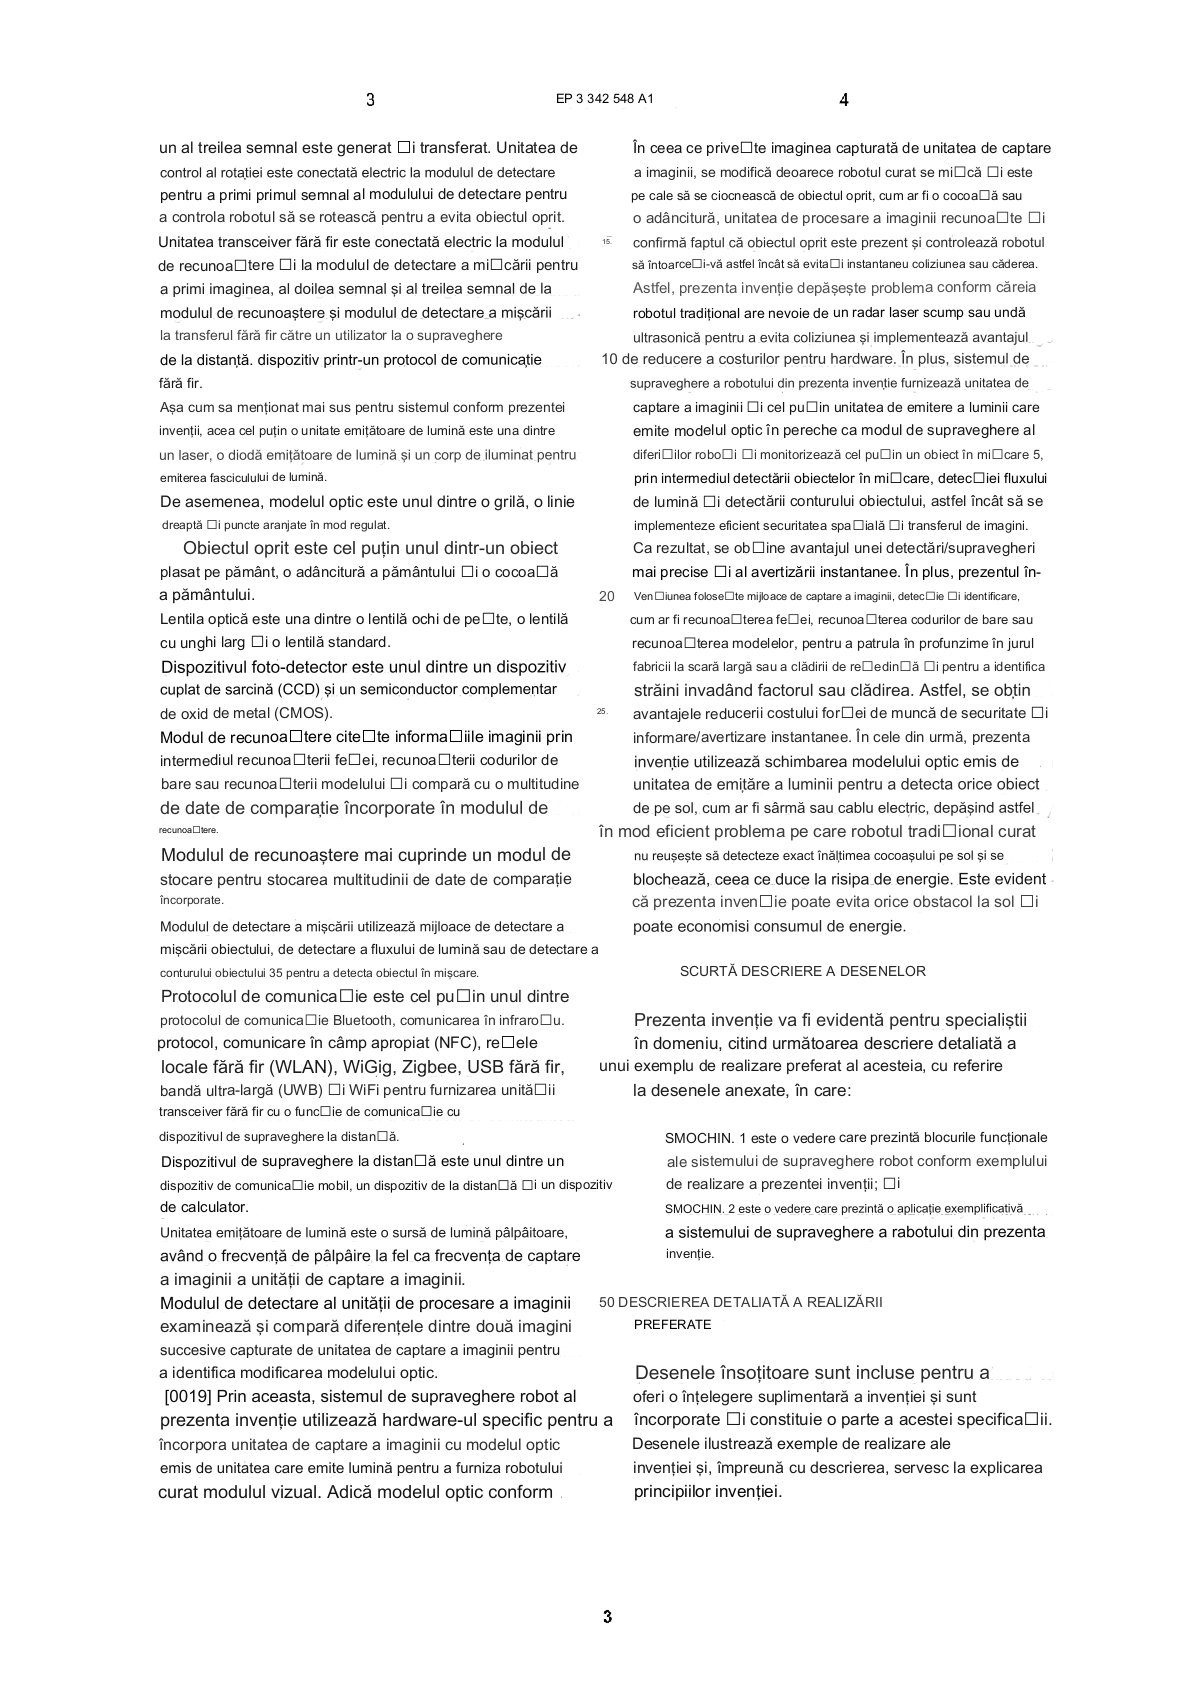 3
EP 3 342 548 A1
4
un al treilea semnal este generat □i transferat. Unitatea de
control al rotației este conectată electric la modulul de detectare
pentru a primi primul semnal al modulului de detectare pentru
a controla robotul să se rotească pentru a evita obiectul oprit.
Unitatea transceiver fără fir este conectată electric la modulul
de recunoa□tere □i la modulul de detectare a mi□cării pentru
a primi imaginea, al doilea semnal și al treilea semnal de la
modulul de recunoaștere și modulul de detectare a mișcării
la transferul fără fir către un utilizator la o supraveghere
de la distanță. dispozitiv printr-un protocol de comunicație
fără fir.
Așa cum sa menționat mai sus pentru sistemul conform prezentei
invenții, acea cel puțin o unitate emițătoare de lumină este una dintre
un laser, o diodă emițătoare de lumină și un corp de iluminat pentru
emiterea fasciculului de lumină.
De asemenea, modelul optic este unul dintre o grilă, o linie
dreaptă □i puncte aranjate în mod regulat.
Obiectul oprit este cel puțin unul dintr-un obiect
plasat pe pământ, o adâncitură a pământului □i o cocoa□ă
a pământului.
Lentila optică este una dintre o lentilă ochi de pe□te, o lentilă
cu unghi larg □i o lentilă standard.
Dispozitivul foto-detector este unul dintre un dispozitiv
cuplat de sarcină (CCD) și un semiconductor complementar
de oxid de metal (CMOS).
Modul de recunoa□tere cite□te informa□iile imaginii prin
intermediul recunoa□terii fe□ei, recunoa□terii codurilor de
bare sau recunoa□terii modelului □i compară cu o multitudine
de date de comparație încorporate în modulul de
recunoa□tere.
Modulul de recunoaștere mai cuprinde un modul de
stocare pentru stocarea multitudinii de date de comparație
încorporate.
Modulul de detectare a mișcării utilizează mijloace de detectare a
mișcării obiectului, de detectare a fluxului de lumină sau de detectare a
conturului obiectului 35 pentru a detecta obiectul în mișcare.
Protocolul de comunica□ie este cel pu□in unul dintre
protocolul de comunica□ie Bluetooth, comunicarea în infraro□u.
protocol, comunicare în câmp apropiat (NFC), re□ele
locale fără fir (WLAN), WiGig, Zigbee, USB fără fir,
bandă ultra-largă (UWB) □i WiFi pentru furnizarea unită□ii
transceiver fără fir cu o func□ie de comunica□ie cu
dispozitivul de supraveghere la distan□ă.
Dispozitivul de supraveghere la distan□ă este unul dintre un
dispozitiv de comunica□ie mobil, un dispozitiv de la distan□ă □i un dispozitiv
de calculator.
Unitatea emițătoare de lumină este o sursă de lumină pâlpâitoare,
având o frecvență de pâlpâire la fel ca frecvența de captare
a imaginii a unității de captare a imaginii.
Modulul de detectare al unității de procesare a imaginii
examinează și compară diferențele dintre două imagini
succesive capturate de unitatea de captare a imaginii pentru
a identifica modificarea modelului optic.
[0019] Prin aceasta, sistemul de supraveghere robot al
prezenta invenție utilizează hardware-ul specific pentru a
încorpora unitatea de captare a imaginii cu modelul optic
emis de unitatea care emite lumină pentru a furniza robotului
curat modulul vizual. Adică modelul optic conform
În ceea ce prive□te imaginea capturată de unitatea de captare
a imaginii, se modifică deoarece robotul curat se mi□că □i este
pe cale să se ciocnească de obiectul oprit, cum ar fi o cocoa□ă sau
o adâncitură, unitatea de procesare a imaginii recunoa□te □i
15. confirmă faptul că obiectul oprit este prezent și controlează robotul
să întoarce□i-vă astfel încât să evita□i instantaneu coliziunea sau căderea.
Astfel, prezenta invenție depășește problema conform căreia
robotul tradițional are nevoie de un radar laser scump sau undă
ultrasonică pentru a evita coliziunea și implementează avantajul
10 de reducere a costurilor pentru hardware. În plus, sistemul de
supraveghere a robotului din prezenta invenție furnizează unitatea de
captare a imaginii □i cel pu□in unitatea de emitere a luminii care
emite modelul optic în pereche ca modul de supraveghere al
diferi□ilor robo□i □i monitorizează cel pu□in un obiect în mi□care 5,
prin intermediul detectării obiectelor în mi□care, detec□iei fluxului
de lumină □i detectării conturului obiectului, astfel încât să se
implementeze eficient securitatea spa□ială □i transferul de imagini.
Ca rezultat, se ob□ine avantajul unei detectări/supravegheri
mai precise □i al avertizării instantanee. În plus, prezentul în-
20 Ven□iunea folose□te mijloace de captare a imaginii, detec□ie □i identificare,
cum ar fi recunoa□terea fe□ei, recunoa□terea codurilor de bare sau
recunoa□terea modelelor, pentru a patrula în profunzime în jurul
fabricii la scară largă sau a clădirii de re□edin□ă □i pentru a identifica
străini invadând factorul sau clădirea. Astfel, se obțin
25. avantajele reducerii costului for□ei de muncă de securitate □i
informare/avertizare instantanee. În cele din urmă, prezenta
invenție utilizează schimbarea modelului optic emis de
unitatea de emițăre a luminii pentru a detecta orice obiect
de pe sol, cum ar fi sârmă sau cablu electric, depășind astfel
în mod eficient problema pe care robotul tradi□ional curat
nu reușește să detecteze exact înălțimea cocoașului pe sol și se
blochează, ceea ce duce la risipa de energie. Este evident
că prezenta inven□ie poate evita orice obstacol la sol □i
poate economisi consumul de energie.
SCURTĂ DESCRIERE A DESENELOR
Prezenta invenție va fi evidentă pentru specialiștii
în domeniu, citind următoarea descriere detaliată a
unui exemplu de realizare preferat al acesteia, cu referire
la desenele anexate, în care:
SMOCHIN. 1 este o vedere care prezintă blocurile funcționale
ale sistemului de supraveghere robot conform exemplului
de realizare a prezentei invenții; □i
SMOCHIN. 2 este o vedere care prezintă o aplicație exemplificativă
a sistemului de supraveghere a rabotului din prezenta
invenție.
50 DESCRIEREA DETALIATĂ A REALIZĂRII
PREFERATE
Desenele însoțitoare sunt incluse pentru a
oferi o înțelegere suplimentară a invenției și sunt
încorporate □i constituie o parte a acestei specifica□ii.
Desenele ilustrează exemple de realizare ale
invenției și, împreună cu descrierea, servesc la explicarea
principiilor invenției.
3